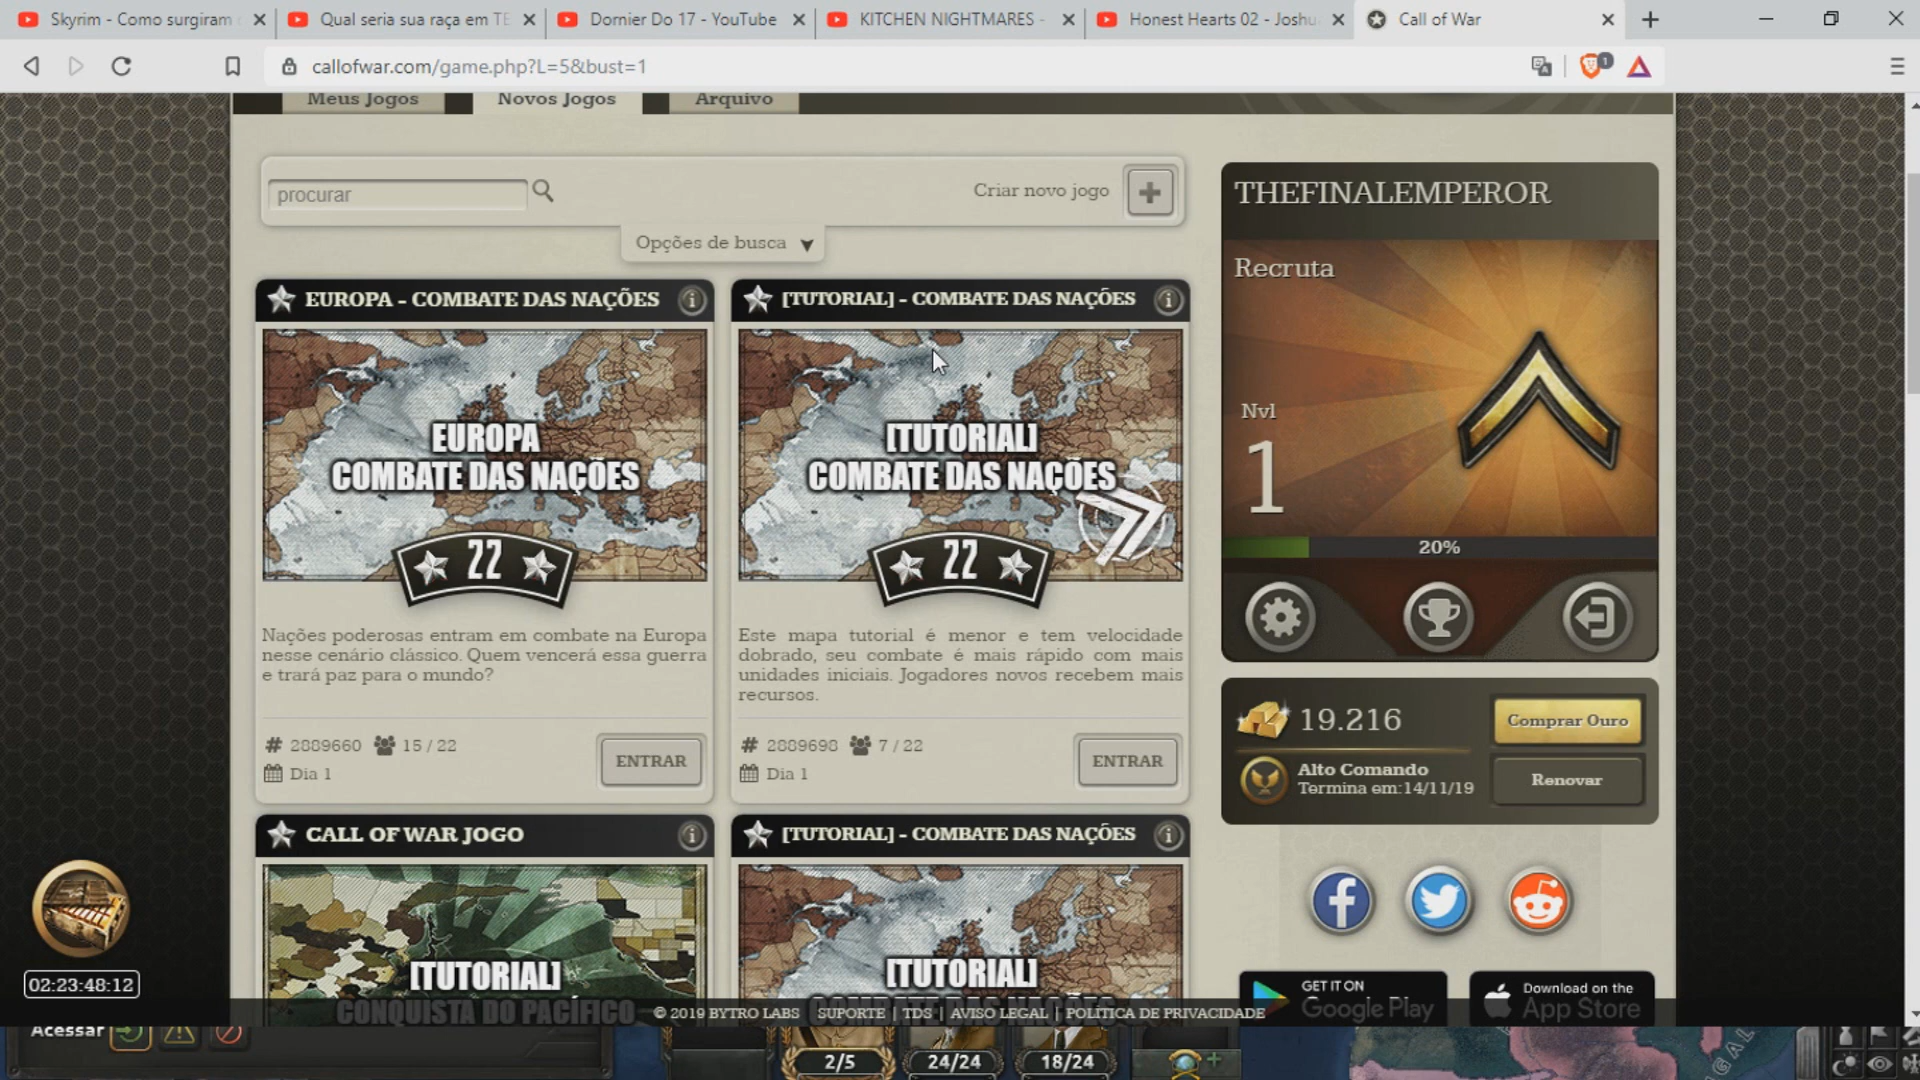 Skyrim - Como surgiram
Qual seria sua raça em TE
Dornier Do 17 - YouTube
KITCHEN NIGHTMARES -
Honest Hearts 02 - Joshu
Call of War
callofwar.com/game.php?L=5&bust=1
1
Meus Jogos
Novos Jogos
Arquivo
procurar
Criar novo jogo
Opções de busca
THEFINALEMPEROR
Recruta
Nvl
1
20%
EUROPA - COMBATE DAS NAÇÕES
EUROPA
COMBATE DAS NAÇÕES
22
Nações poderosas entram em combate na Europa
nesse cenário clássico. Quem vencerá essa guerra
e trará paz para o mundo?
# 2889660 15 / 22
Dia 1
ENTRAR
[TUTORIAL] - COMBATE DAS NAÇÕES
[TUTORIAL]
COMBATE DAS NAÇÕES
22
Este mapa tutorial é menor e tem velocidade
dobrado, seu combate é mais rápido com mais
unidades iniciais. Jogadores novos recebem mais
recursos.
# 2889698 7 / 22
Dia 1
ENTRAR
19.216
Comprar Ouro
Alto Comando
Termina em:14/11/19
Renovar
CALL OF WAR JOGO
[TUTORIAL]
CONQUISTA DO PACÍFICO
[TUTORIAL] - COMBATE DAS NAÇÕES
[TUTORIAL]
COMBATE DAS NAÇÕES
GET IT ON
Google Play
Download on the
App Store
02:23:48:12
© 2019 BYTRO LABS SUPORTE | TDS | AVISO LEGAL | POLÍTICA DE PRIVACIDADE
Acessar
2/5
24/24
18/24